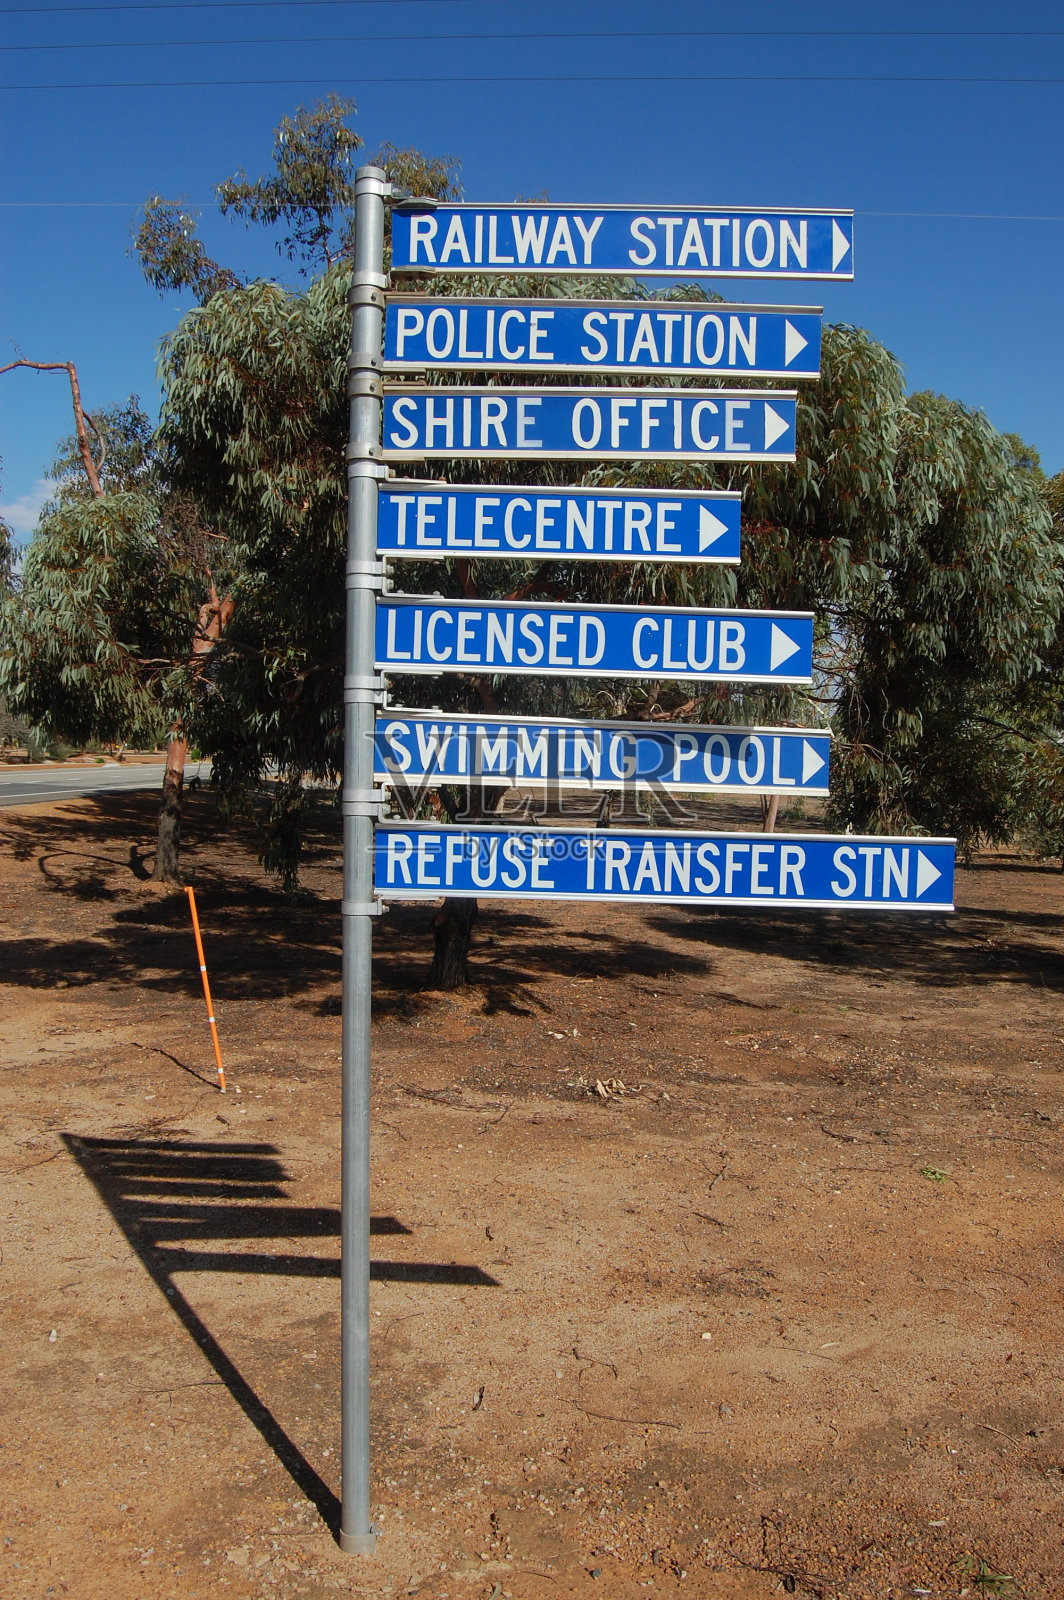 RAILWAY STATION
POLICE STATION
SHIRE OFFICE
TELECENTRE
LICENSED CLUB
SWIMMING POOL
VEER
by iStock
REFUSE TRANSFER STN